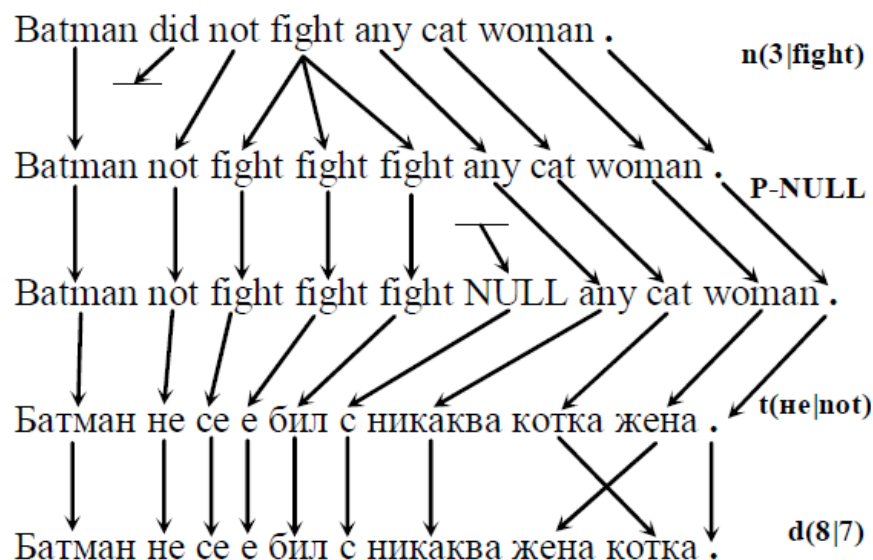 Batman did not fight any cat woman .
n(3|fight)
Batman not fight fight fight any cat woman .
P-NULL
Batman not fight fight fight NULL any cat woman .
Батман не се е бил с никаква котка жена .
t(не|not)
Батман не се е бил с никаква жена котка .
d(8|7)